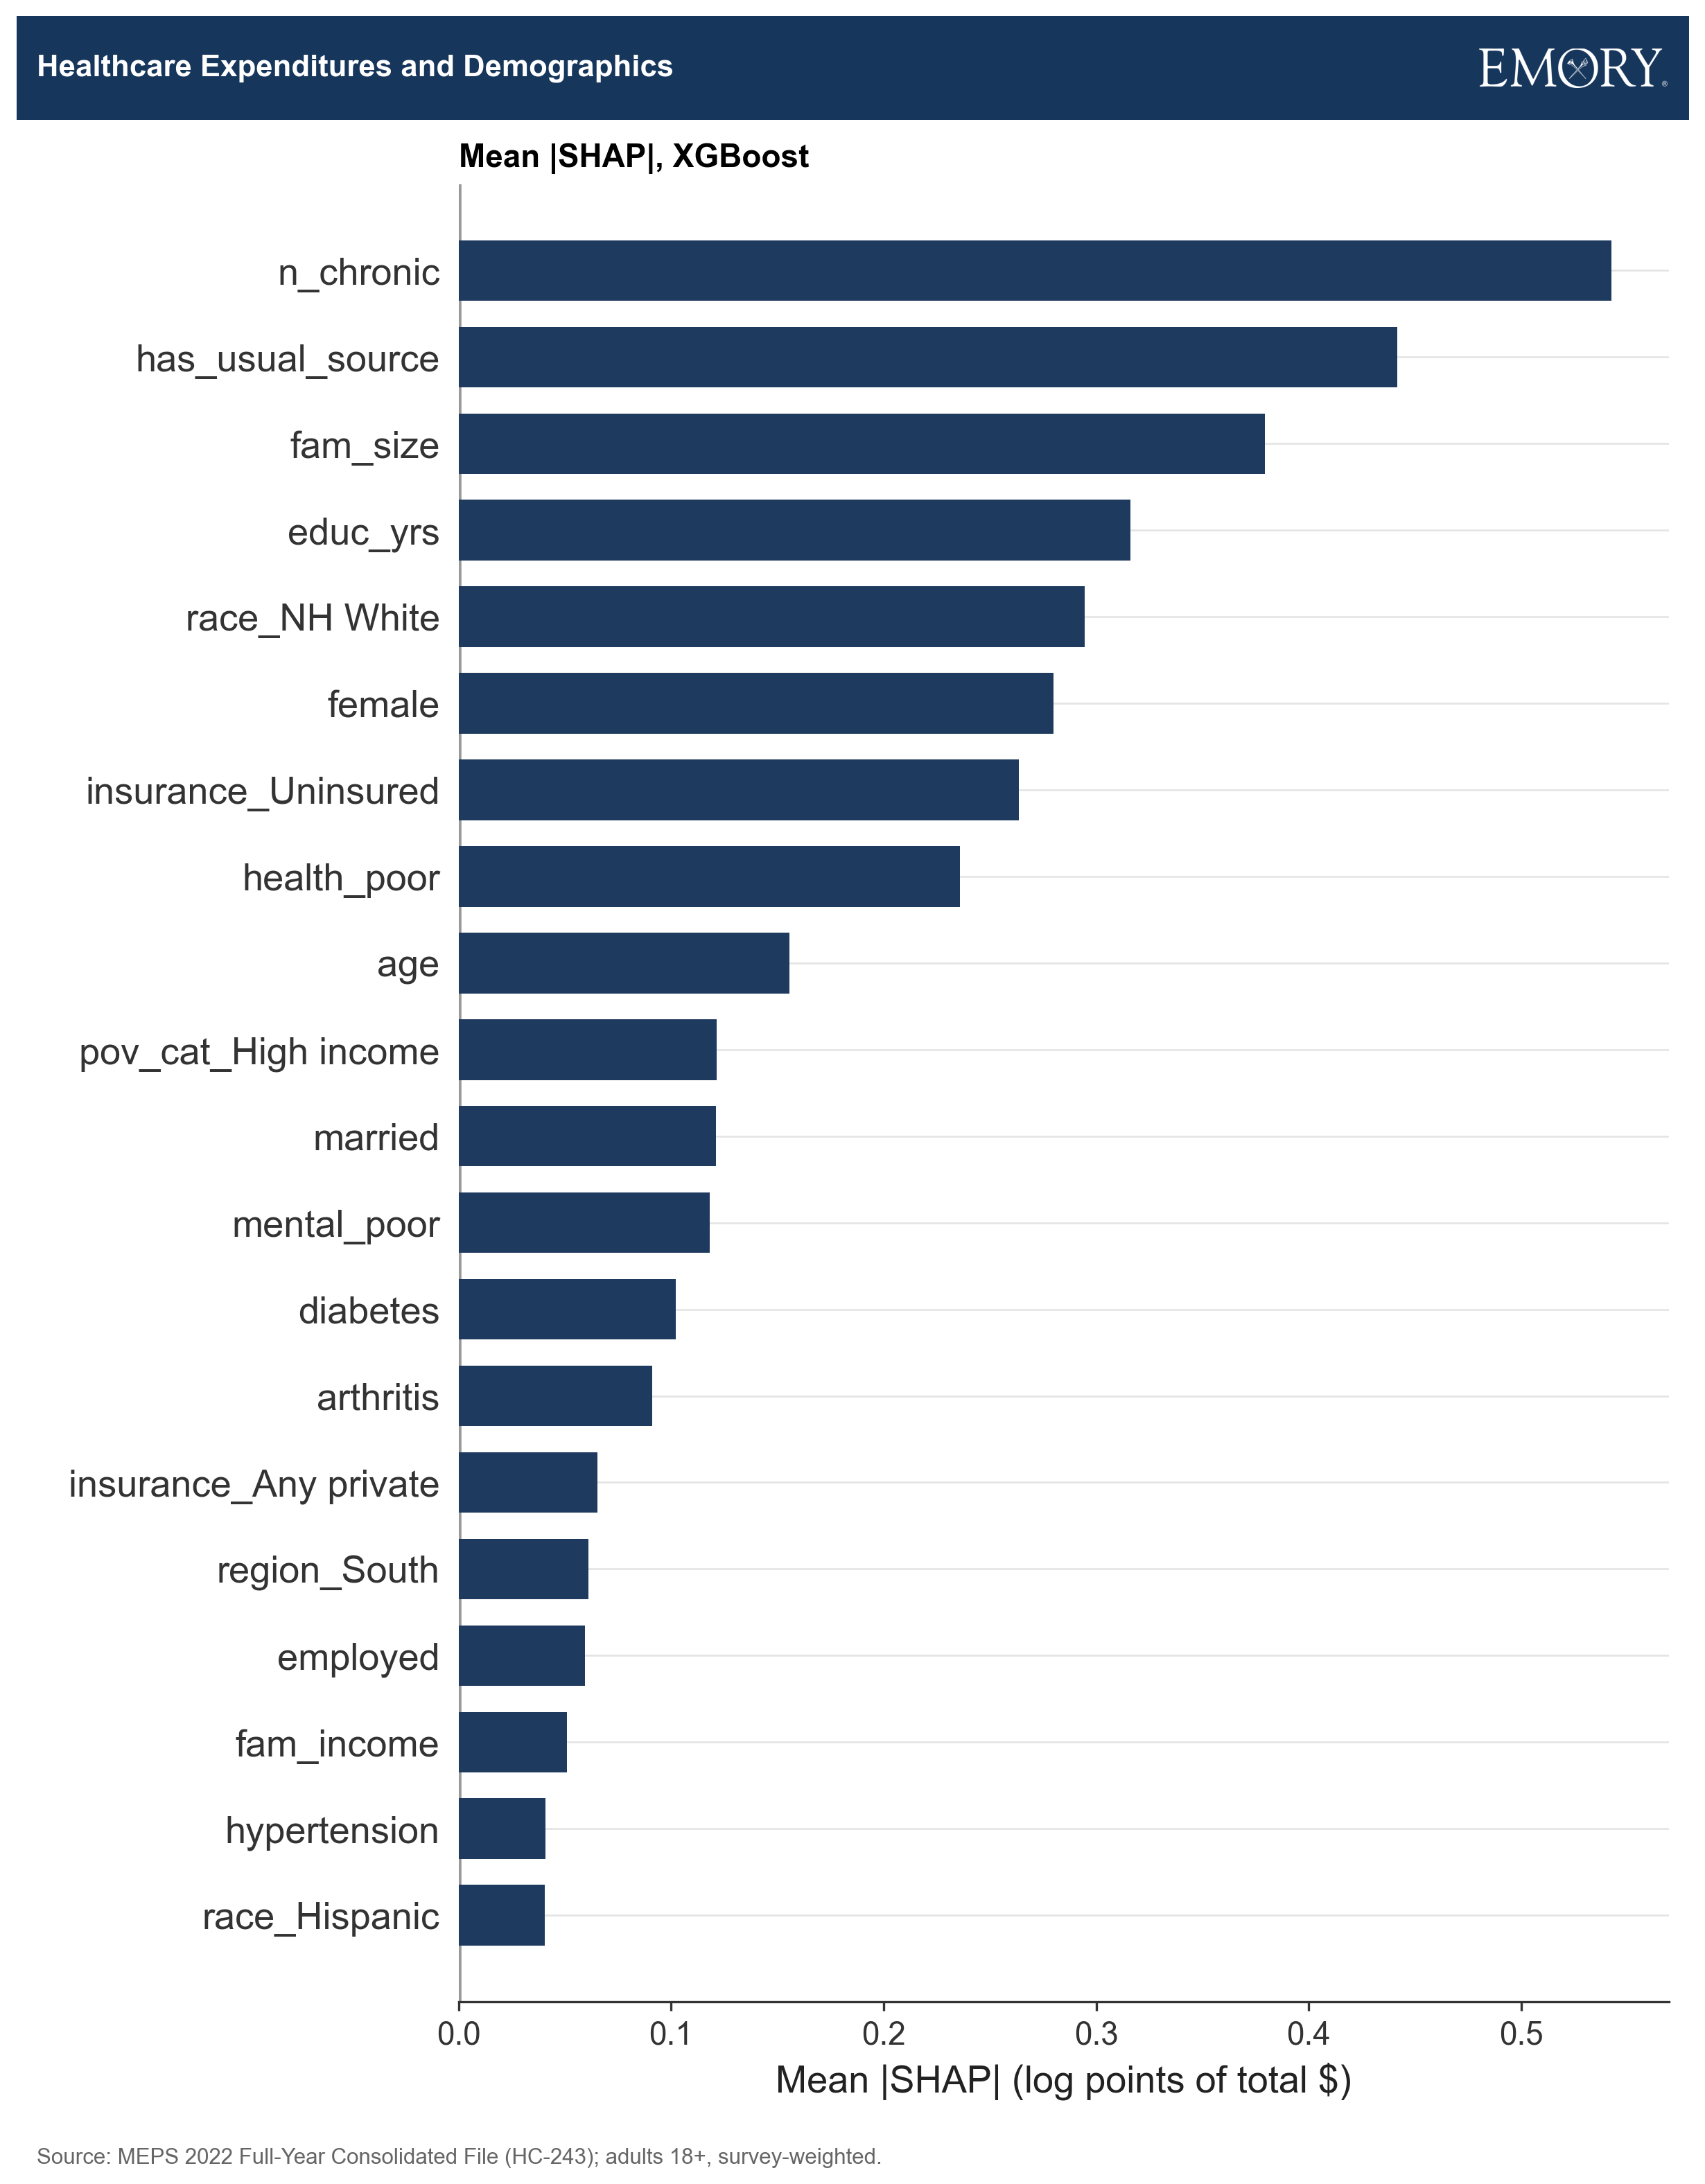 Healthcare Expenditures and Demographics
EMORY®
Mean |SHAP|, XGBoost
n_chronic
has_usual_source
fam_size
educ_yrs
race_NH White
female
insurance_Uninsured
health_poor
age
pov_cat_High income
married
mental_poor
diabetes
arthritis
insurance_Any private
region_South
employed
fam_income
hypertension
race_Hispanic
0.0 0.1 0.2 0.3 0.4 0.5
Mean |SHAP| (log points of total $)
Source: MEPS 2022 Full-Year Consolidated File (HC-243); adults 18+, survey-weighted.